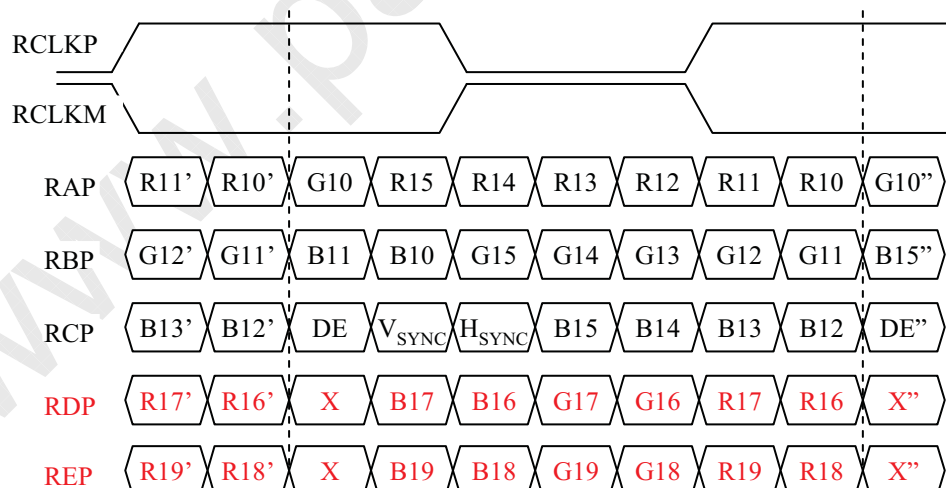 www.pa
RCLKP
RCLKM
RAP R11’ R10’ G10 R15 R14 R13 R12 R11 R10 G10”
RBP G12’ G11’ B11 B10 G15 G14 G13 G12 G11 B15”
RCP B13’ B12’ DE VSYNC HSYNC B15 B14 B13 B12 DE”
RDP R17’ R16’ X B17 B16 G17 G16 R17 R16 X”
REP R19’ R18’ X B19 B18 G19 G18 R19 R18 X”